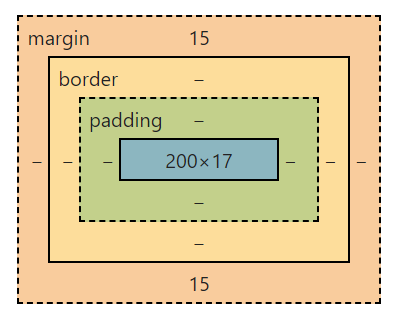 margin 15
border –
padding –
– – – 200×17 – – –
–
–
15